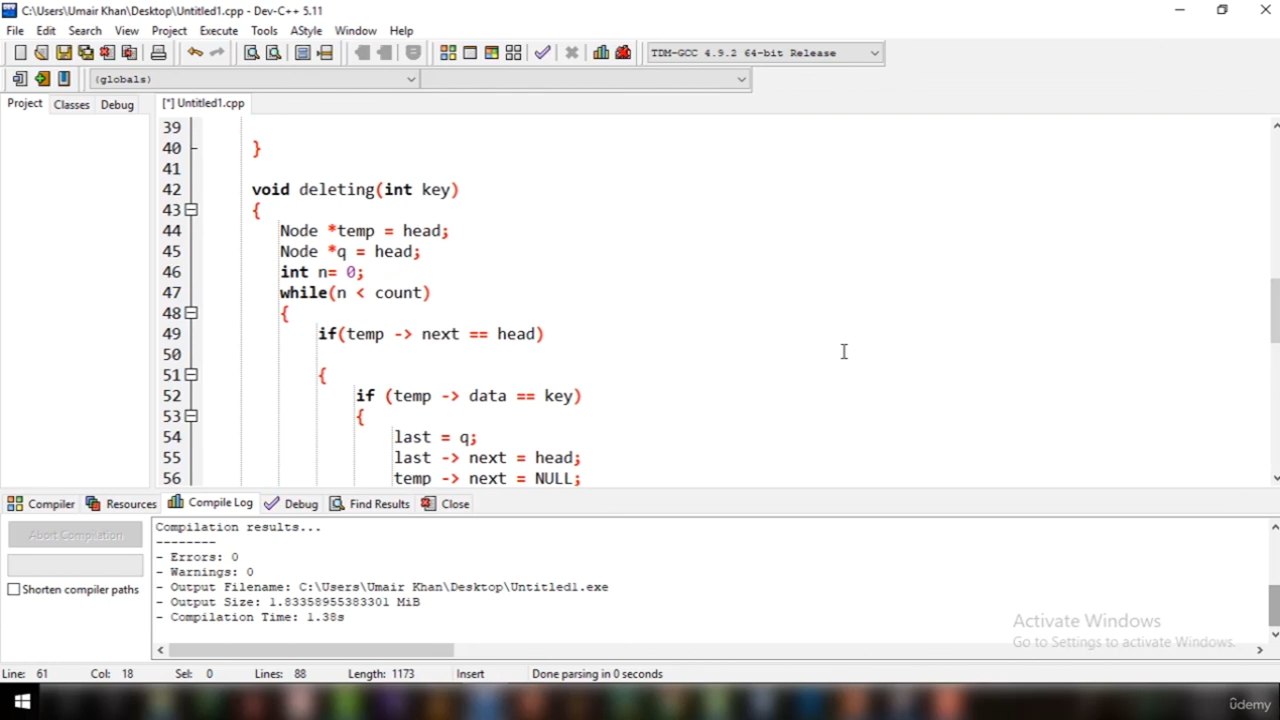 C:\Users\Umair Khan\Desktop\Untitled1.cpp - Dev-C++ 5.11
File Edit Search View Project Execute Tools AStyle Window Help
TDM-GCC 4.9.2 64-bit Release
(globals)
Project Classes Debug [*] Untitled1.cpp
39
40 }
41
42 void deleting(int key)
43 {
44 Node *temp = head;
45 Node *q = head;
46 int n= 0;
47 while(n < count)
48 {
49 if(temp -> next == head)
50
51 {
52 if (temp -> data == key)
53 {
54 last = q;
55 last -> next = head;
56 temp -> next = NULL;
Compiler Resources Compile Log Debug Find Results Close
Abort Compilation
Shorten compiler paths
Compilation results...
--------
- Errors: 0
- Warnings: 0
- Output Filename: C:\Users\Umair Khan\Desktop\Untitled1.exe
- Output Size: 1.83358955383301 MiB
- Compilation Time: 1.38s
Activate Windows
Go to Settings to activate Windows.
Line: 61 Col: 18 Sel: 0 Lines: 88 Length: 1173 Insert Done parsing in 0 seconds
ûdemy